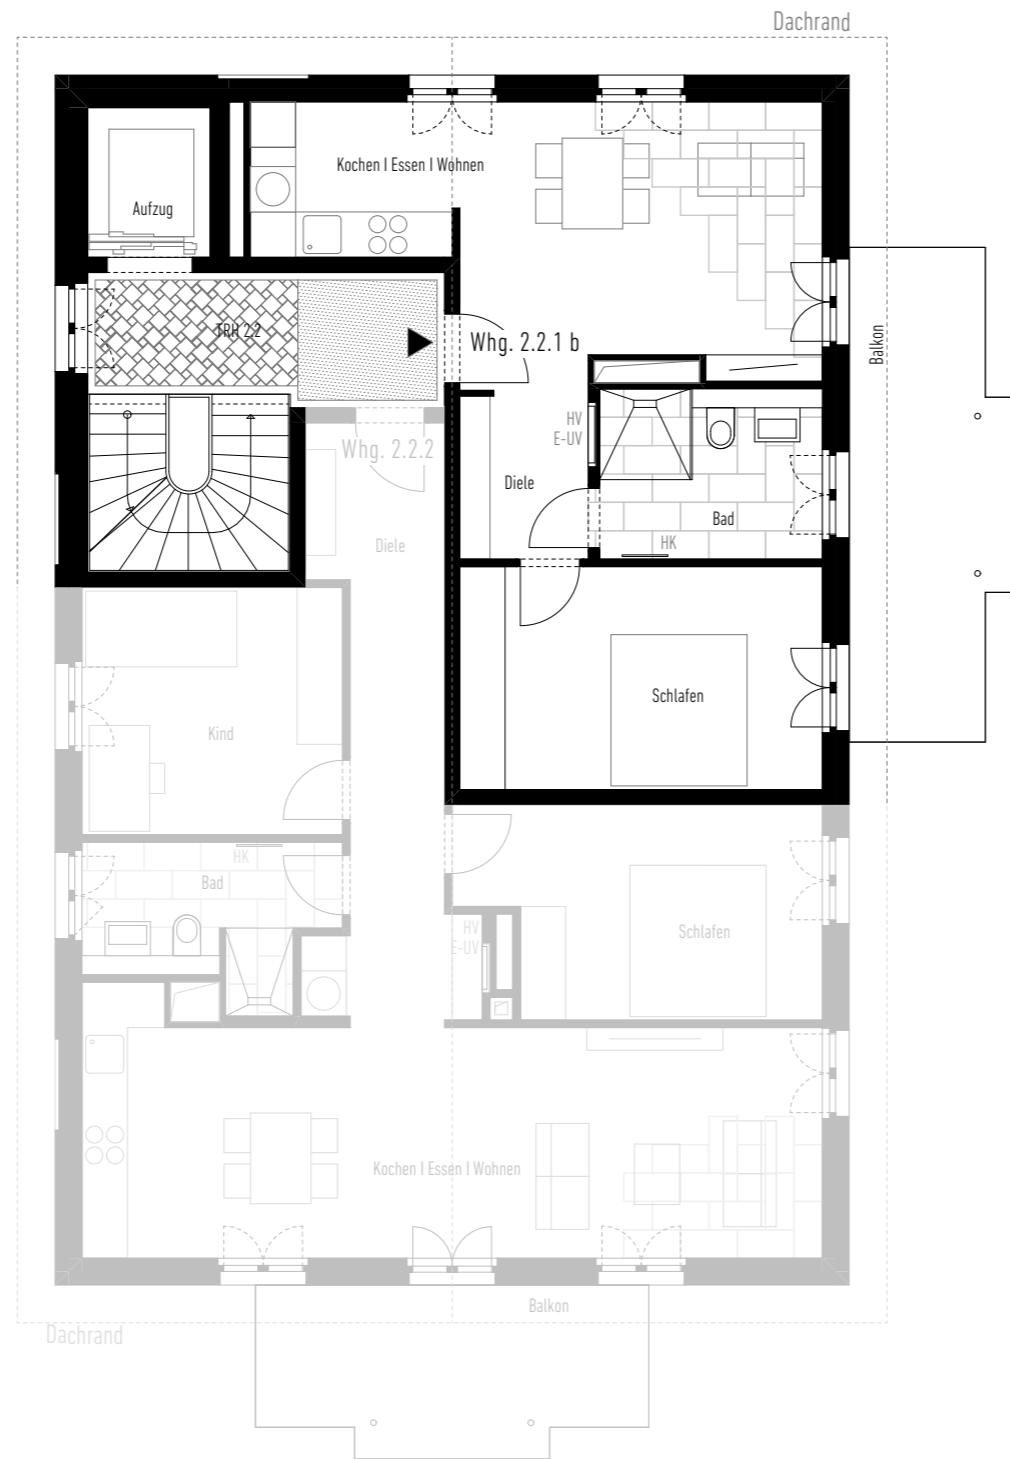 Dachrand
Kochen I Essen I Wohnen
Aufzug
TRH 2.2
Whg. 2.2.1 b
Balkon
HV
E-UV
Whg. 2.2.2
Diele
Bad
HK
Diele
Schlafen
Kind
HK
Bad
HV
E-UV
Schlafen
Kochen I Essen I Wohnen
Balkon
Dachrand